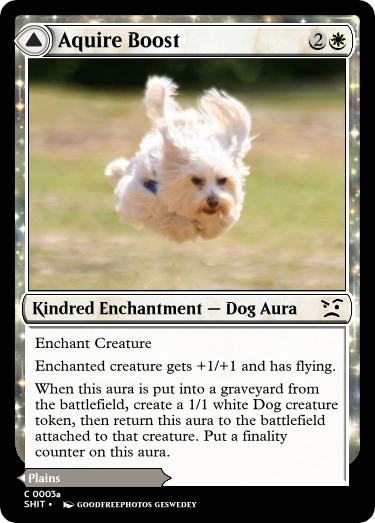 Aquire Boost 2
Kindred Enchantment — Dog Aura
Enchant Creature
Enchanted creature gets +1/+1 and has flying.
When this aura is put into a graveyard from
the battlefield, create a 1/1 white Dog creature
token, then return this aura to the battlefield
attached to that creature. Put a finality
counter on this aura.
Plains
C 0003a
SHIT • GOODFREEPHOTOS GESWEDEY